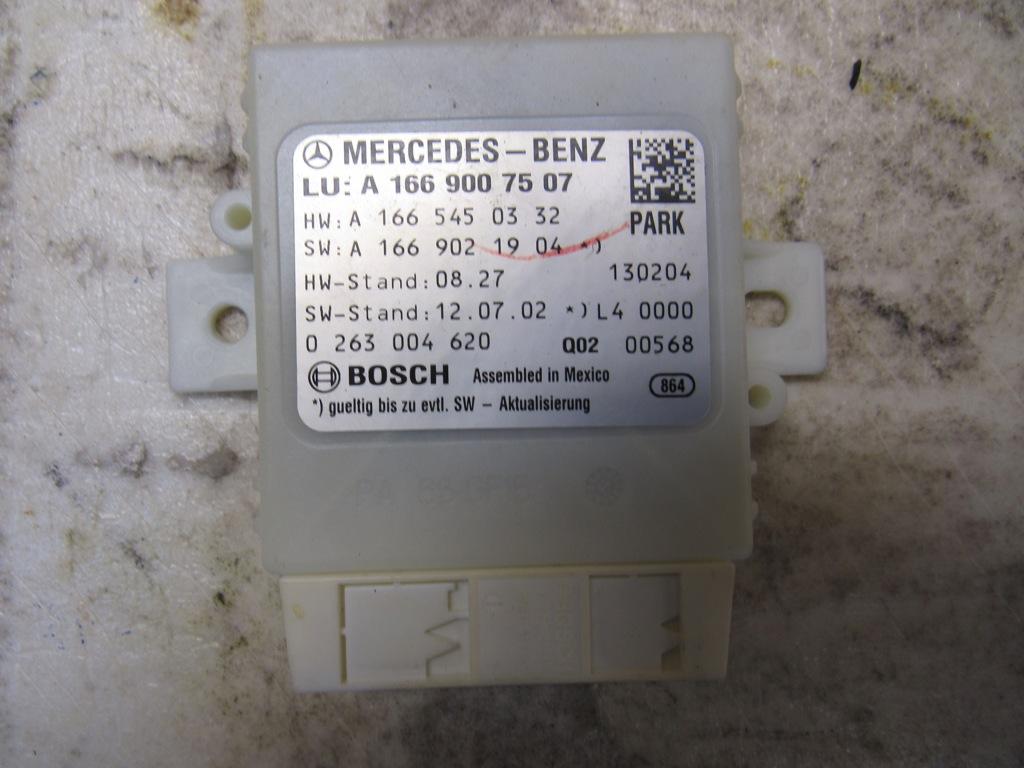 MERCEDES-BENZ
LU: A 166 900 75 07
HW: A 166 545 03 32
PARK
SW: A 166 902 19 04 *)
HW-Stand: 08.27 130204
SW-Stand: 12.07.02 *) L4 0000
0 263 004 620 Q02 00568
BOSCH Assembled in Mexico 864
*) gueltig bis zu evtl. SW - Aktualisierung